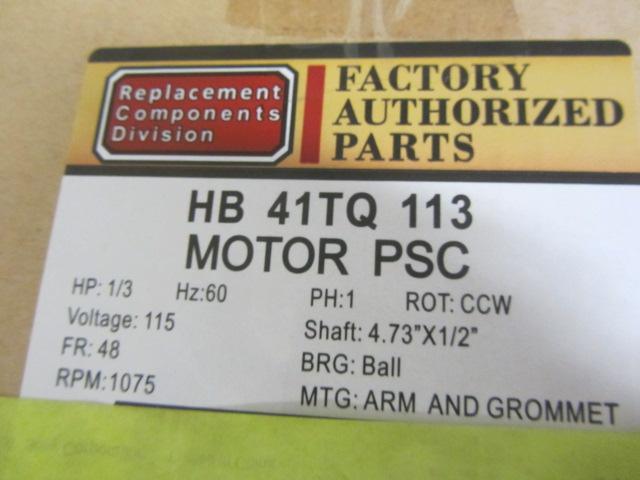 Replacement
Components
Division
FACTORY
AUTHORIZED
PARTS
HB 41TQ 113
MOTOR PSC
HP: 1/3 Hz:60 PH:1 ROT: CCW
Voltage: 115 Shaft: 4.73"X1/2"
FR: 48 BRG: Ball
RPM:1075 MTG: ARM AND GROMMET